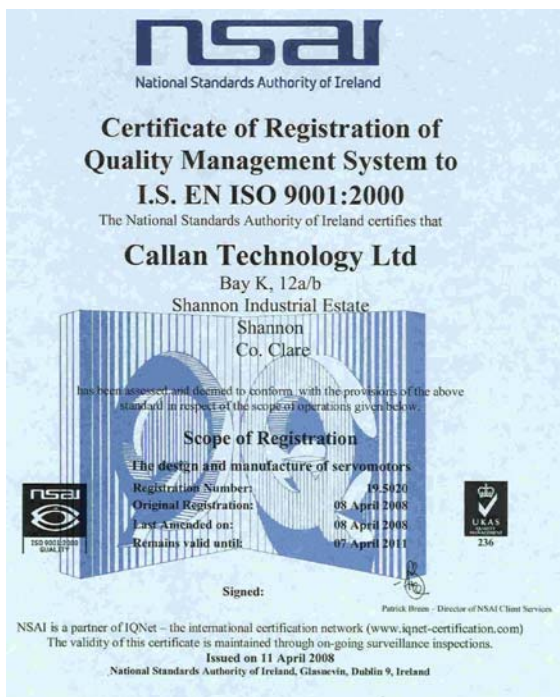 nsai
National Standards Authority of Ireland
Certificate of Registration of
Quality Management System to
I.S. EN ISO 9001:2000
The National Standards Authority of Ireland certifies that
Callan Technology Ltd
Bay K, 12a/b
Shannon Industrial Estate
Shannon
Co. Clare
has been assessed and deemed to conform with the provisions of the above
standard in respect of the scope of operations given below.
Scope of Registration
The design and manufacture of servomotors
Registration Number: 19.5020
Original Registration: 08 April 2008
Last Amended on: 08 April 2008
Remains valid until: 07 April 2011
nsai
ISO 9001:2000
QUALITY
UKAS
QUALITY
MANAGEMENT
236
Signed:
Patrick Breen – Director of NSAI Client Services
NSAI is a partner of IQNet – the international certification network (www.iqnet-certification.com)
The validity of this certificate is maintained through on-going surveillance inspections.
Issued on 11 April 2008
National Standards Authority of Ireland, Glasnevin, Dublin 9, Ireland